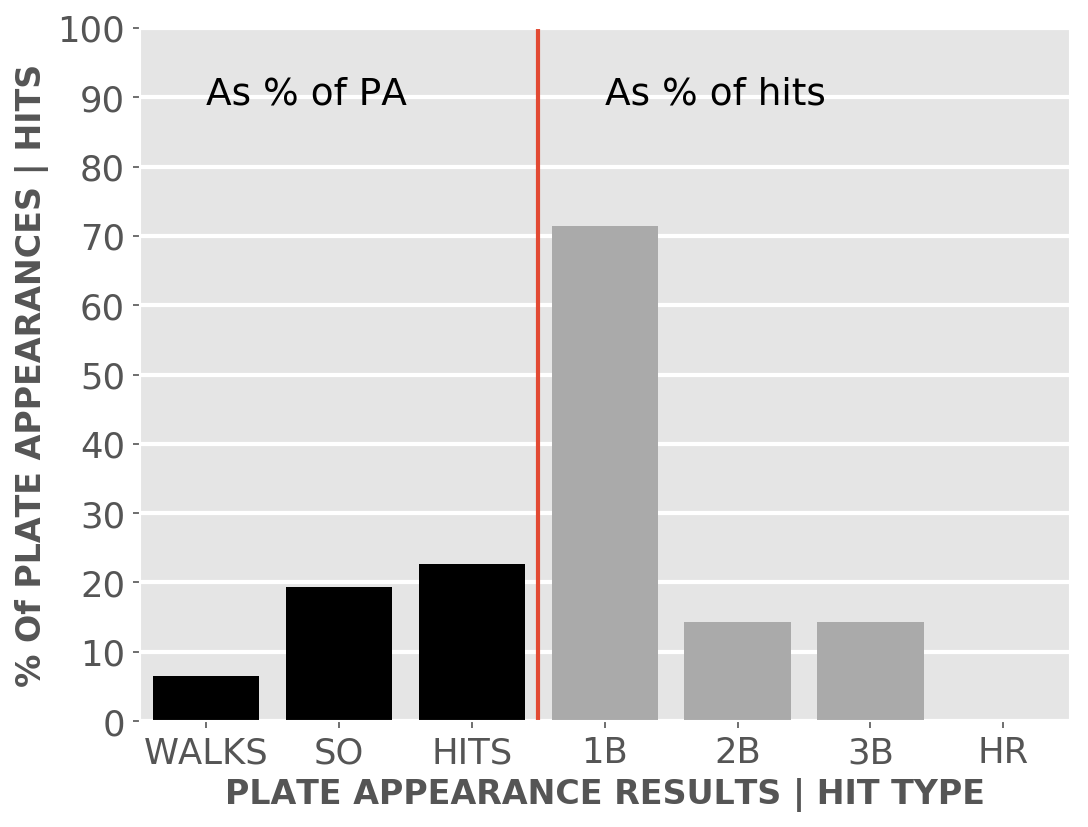 % Of PLATE APPEARANCES | HITS
100
90
80
70
60
50
40
30
20
10
0
As % of PA
As % of hits
WALKS SO HITS 1B 2B 3B HR
PLATE APPEARANCE RESULTS | HIT TYPE